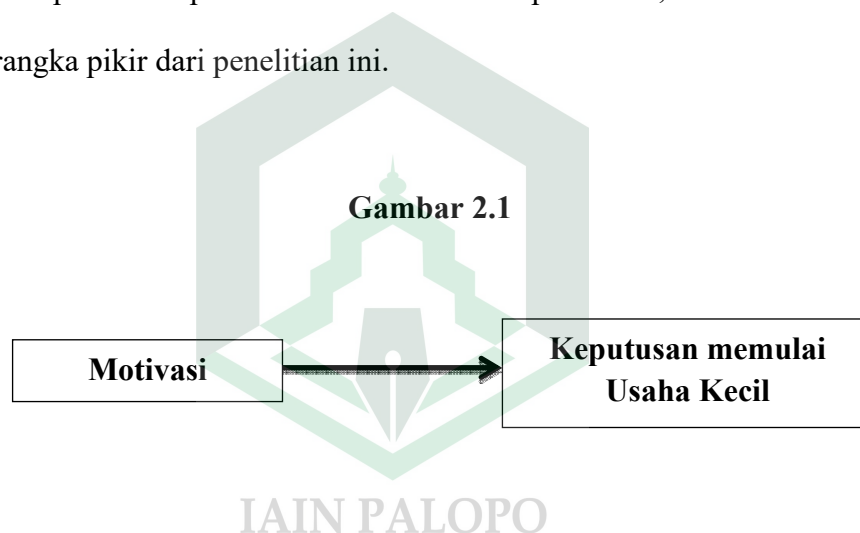 rangka pikir dari penelitian ini.
Gambar 2.1
Motivasi
Keputusan memulai
Usaha Kecil
IAIN PALOPO